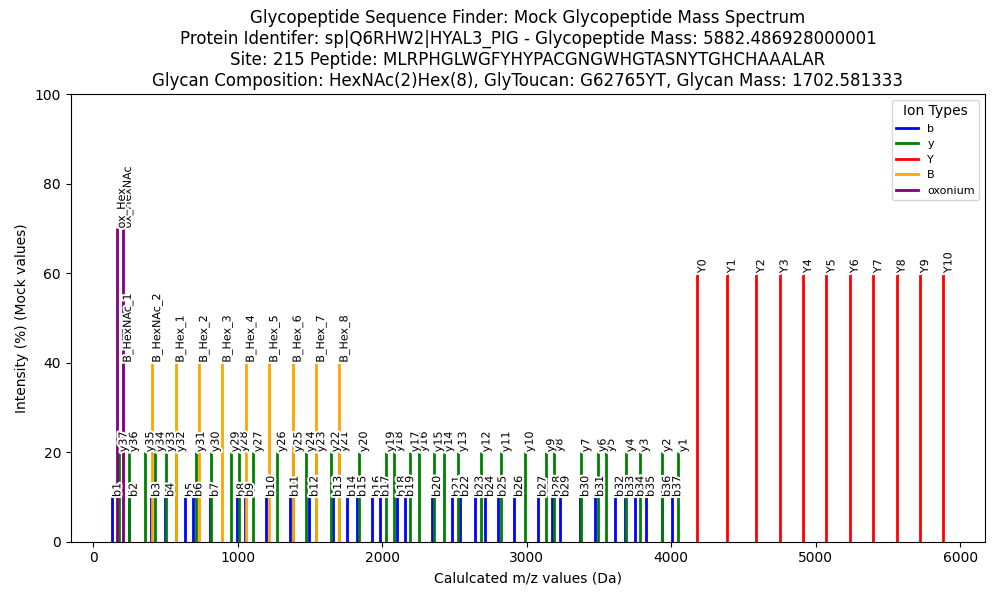 Glycopeptide Sequence Finder: Mock Glycopeptide Mass Spectrum
Protein Identifer: sp|Q6RHW2|HYAL3_PIG - Glycopeptide Mass: 5882.486928000001
Site: 215 Peptide: MLRPHGLWGFYHYPACGNGWHGTASNYTGHCHAAALAR
Glycan Composition: HexNAc(2)Hex(8), GlyToucan: G62765YT, Glycan Mass: 1702.581333
Intensity (%) (Mock values)
100
80
60
40
20
0
Ion Types
b
y
Y
B
oxonium
ox_Hex
ox_HexNAc
Y0
Y1
Y2
Y3
Y4
Y5
Y6
Y7
Y8
Y9
Y10
B_HexNAc_1
B_HexNAc_2
B_Hex_1
B_Hex_2
B_Hex_3
B_Hex_4
B_Hex_5
B_Hex_6
B_Hex_7
B_Hex_8
y37
y36
y35
y34
y33
y32
y31
y30
y29
y28
y27
y26
y25
y24
y23
y22
y21
y20
y19
y18
y17
y16
y15
y14
y13
y12
y11
y10
y9
y8
y7
y6
y5
y4
y3
y2
y1
b1
b2
b3
b4
b5
b6
b7
b8
b9
b10
b11
b12
b13
b14
b15
b16
b17
b18
b19
b20
b21
b22
b23
b24
b25
b26
b27
b28
b29
b30
b31
b32
b33
b34
b35
b36
b37
0
1000
2000
3000
4000
5000
6000
Calulcated m/z values (Da)